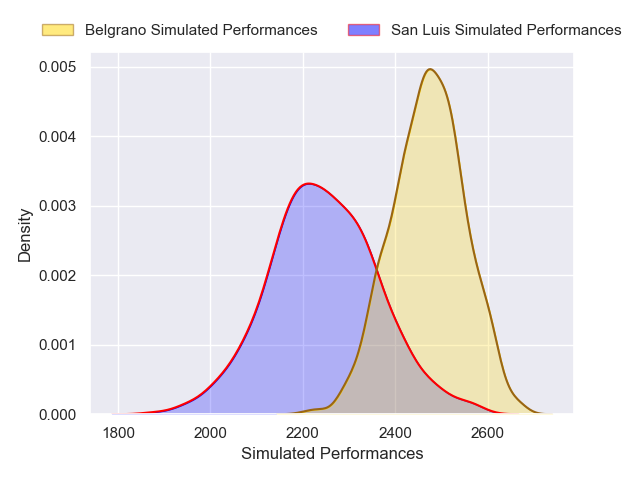 Belgrano Simulated Performances
San Luis Simulated Performances
0.005
0.004
0.003
0.002
0.001
0.000
Density
1800
2000
2200
2400
2600
Simulated Performances